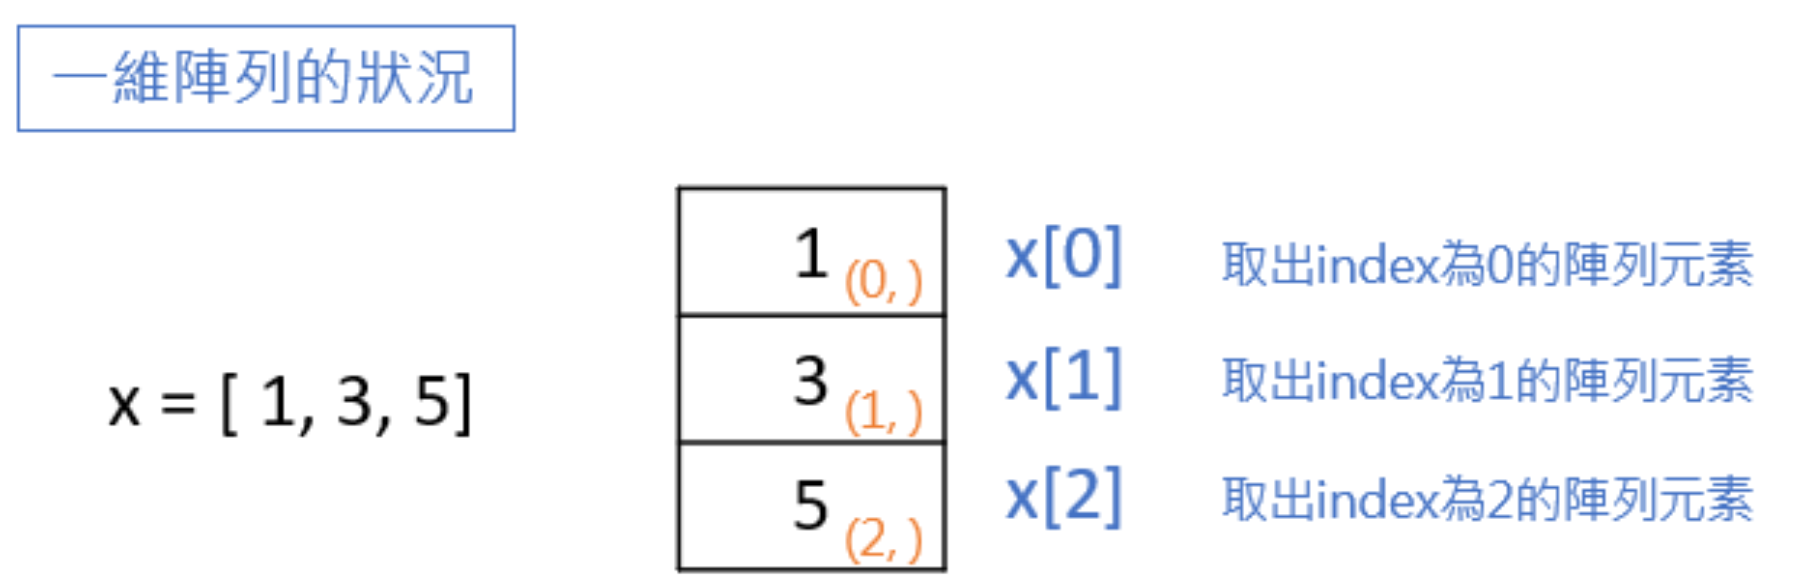 一維陣列的狀況
1 (0, ) x[0] 取出index為0的陣列元素
x = [ 1, 3, 5] 3 (1, ) x[1] 取出index為1的陣列元素
5 (2, ) x[2] 取出index為2的陣列元素